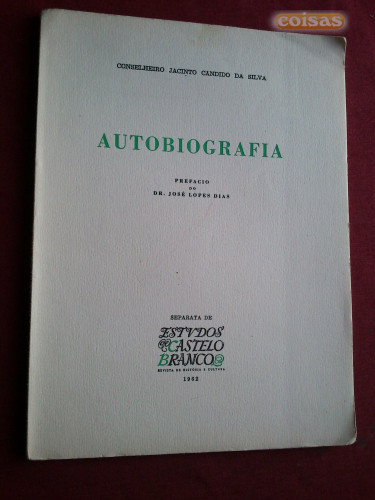 coisas
CONSELHEIRO JACINTO CANDIDO DA SILVA
AUTOBIOGRAFIA
PREFACIO
DO
DR. JOSÉ LOPES DIAS
SEPARATA DE
ESTVDOS
DE CASTELO
BRANCO
REVISTA DE HISTÓRIA E CULTURA
1962